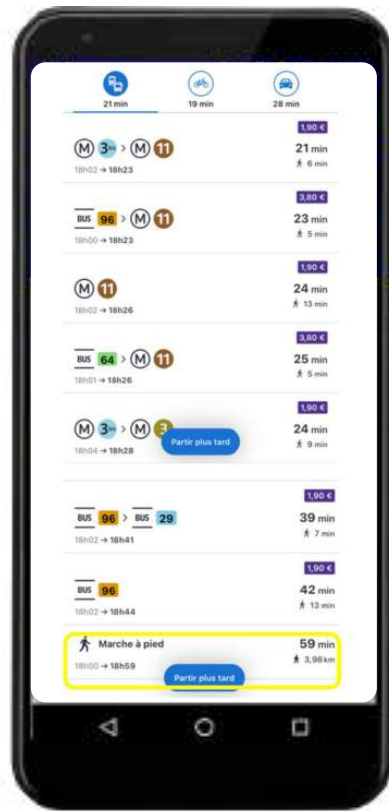 21 min 19 min 28 min
1,90 €
M 3bis > M 11 21 min
6 min
18h02 → 18h23
3,80 €
BUS 96 > M 11 23 min
5 min
18h00 → 18h23
1,90 €
M 11 24 min
13 min
18h02 → 18h26
3,80 €
BUS 64 > M 11 25 min
5 min
18h01 → 18h26
1,90 €
M 3bis > M 3 24 min
Partir plus tard
9 min
18h04 → 18h28
1,90 €
BUS 96 > BUS 29 39 min
7 min
18h02 → 18h41
1,90 €
BUS 96 42 min
13 min
18h02 → 18h44
Marche à pied 59 min
3,98 km
18h00 → 18h59
Partir plus tard